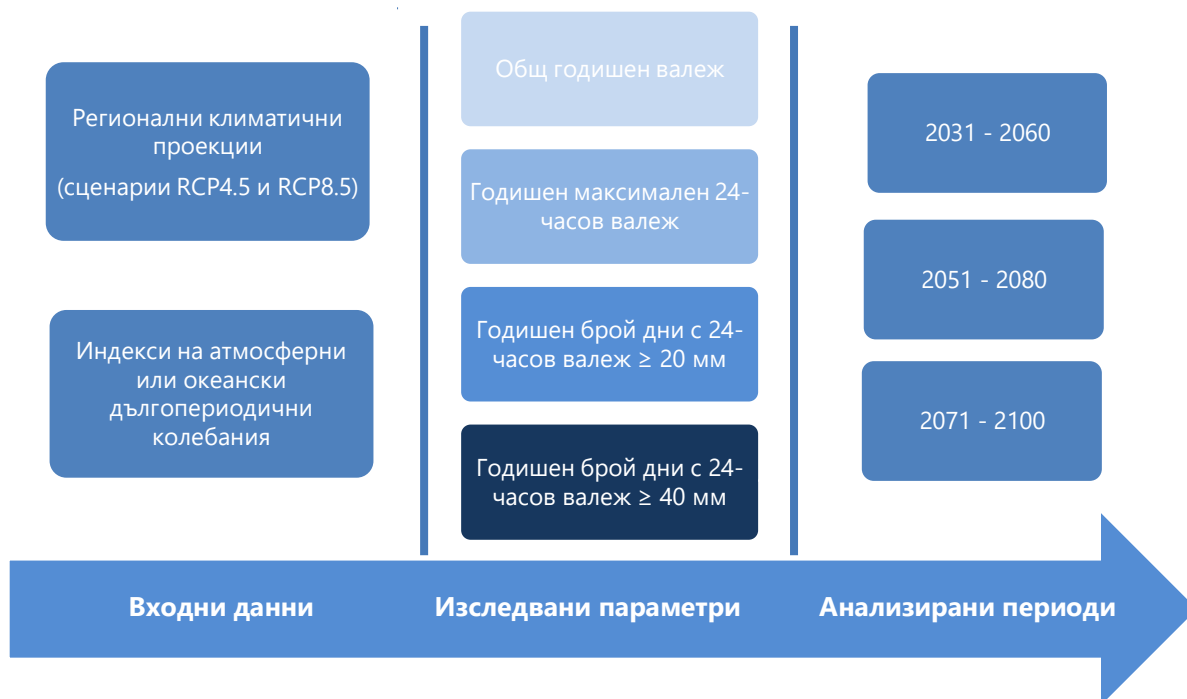 Регионални климатични
проекции
(сценарии RCP4.5 и RCP8.5)
Индекси на атмосферни
или океански
дългопериодични
колебания
Общ годишен валеж
Годишен максимален 24-
часов валеж
Годишен брой дни с 24-
часов валеж ≥ 20 мм
Годишен брой дни с 24-
часов валеж ≥ 40 мм
2031 - 2060
2051 - 2080
2071 - 2100
Входни данни
Изследвани параметри
Анализирани периоди